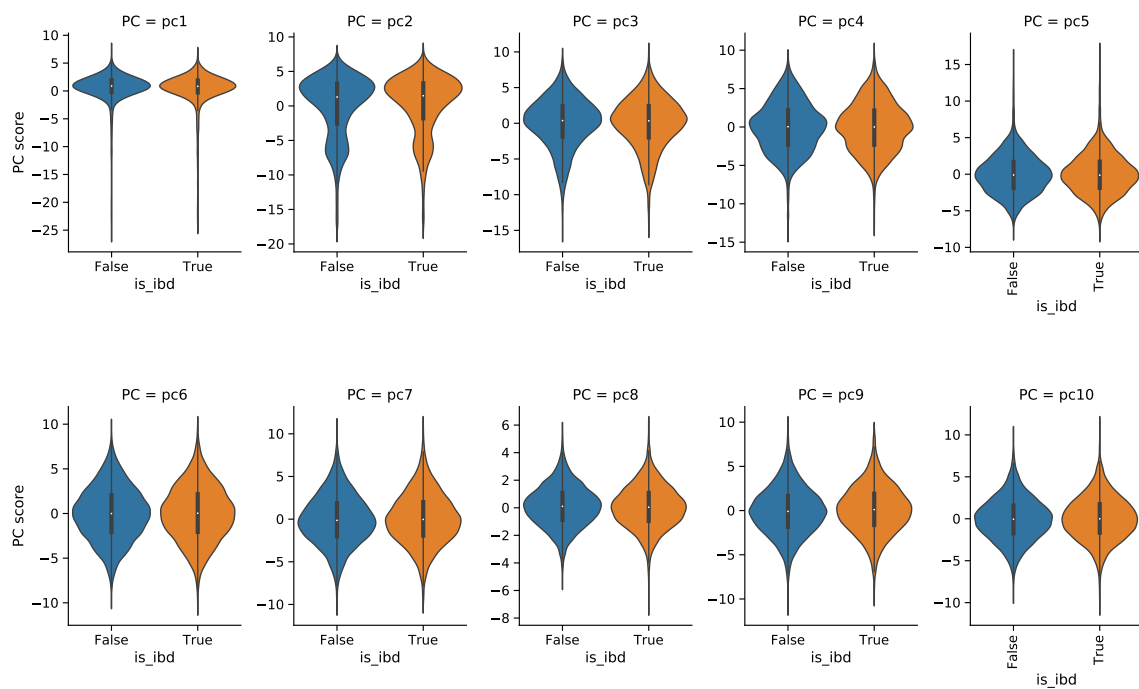 PC = pc1 PC = pc2 PC = pc3 PC = pc4 PC = pc5
PC score
10
5
0
−5
−10
−15
−20
−25
False True
is_ibd
10
5
0
−5
−10
−15
−20
False True
is_ibd
10
5
0
−5
−10
−15
False True
is_ibd
10
5
0
−5
−10
−15
False True
is_ibd
15
10
5
0
−5
−10
False True
is_ibd
PC = pc6 PC = pc7 PC = pc8 PC = pc9 PC = pc10
PC score
10
5
0
−5
−10
False True
is_ibd
10
5
0
−5
−10
False True
is_ibd
6
4
2
0
−2
−4
−6
−8
False True
is_ibd
10
5
0
−5
−10
False True
is_ibd
10
5
0
−5
−10
False True
is_ibd